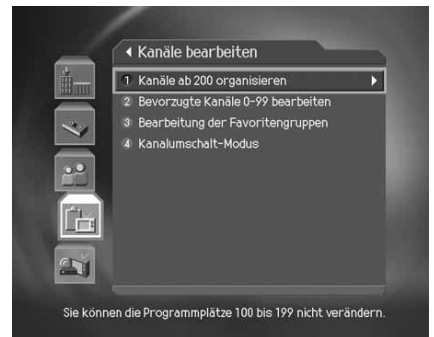 Kanäle bearbeiten
1 Kanäle ab 200 organisieren
2 Bevorzugte Kanäle 0-99 bearbeiten
3 Bearbeitung der Favoritengruppen
4 Kanalumschalt-Modus
Sie können die Programmplätze 100 bis 199 nicht verändern.